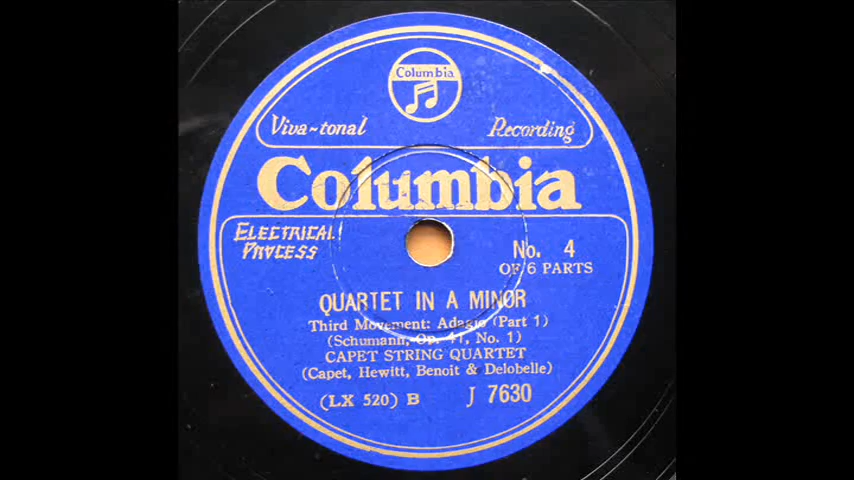 Columbia
Viva-tonal Recording
Columbia
ELECTRICAL
PROCESS
No. 4
OF 6 PARTS
QUARTET IN A MINOR
Third Movement: Adagio (Part 1)
(Schumann, Op. 41, No. 1)
CAPET STRING QUARTET
(Capet, Hewitt, Benoit & Delobelle)
(LX 520) B J 7630